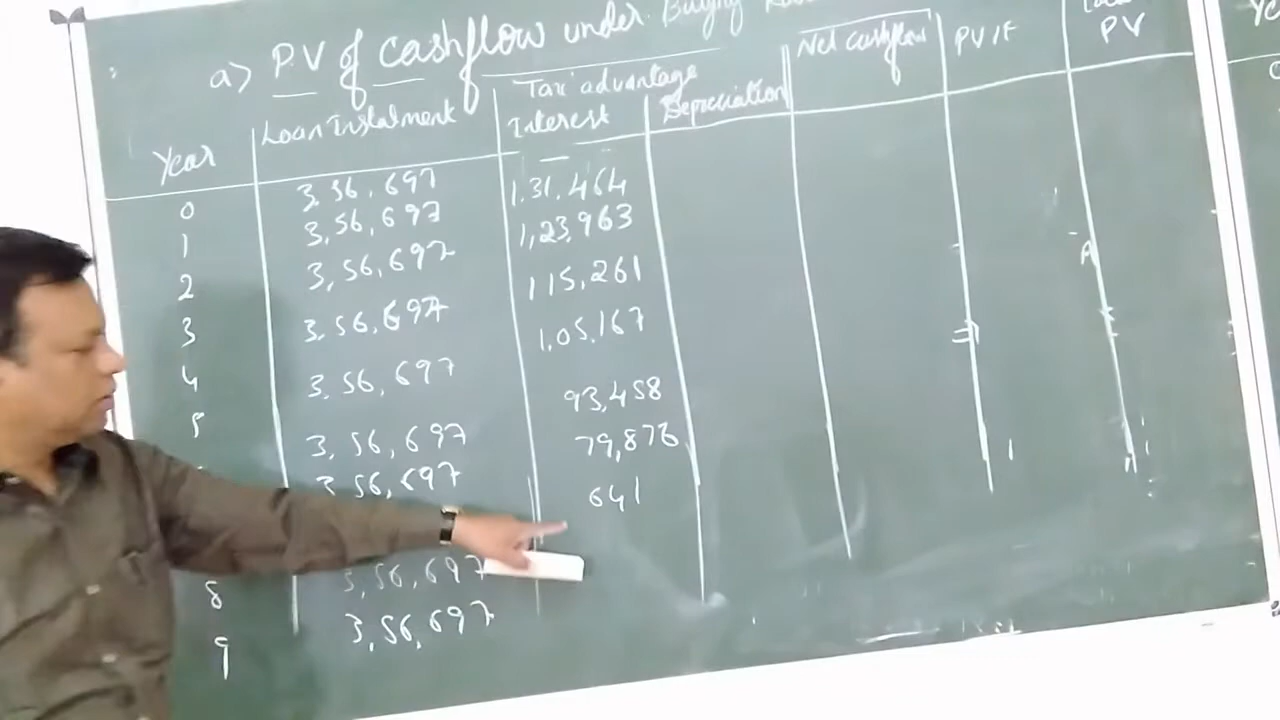 a) PV of cashflow under Buying
Year Loan Instalment Tax advantage Net cashflow PVIF PV
Interest Depreciation
0 3,56,697 1,31,464
1 3,56,697 1,23,963
2 3,56,697 115,261
3 3,56,697 1,05,167
4 3,56,697 93,458
5 3,56,697 79,876
3,56,697 641
8 3,56,697
9 3,56,697